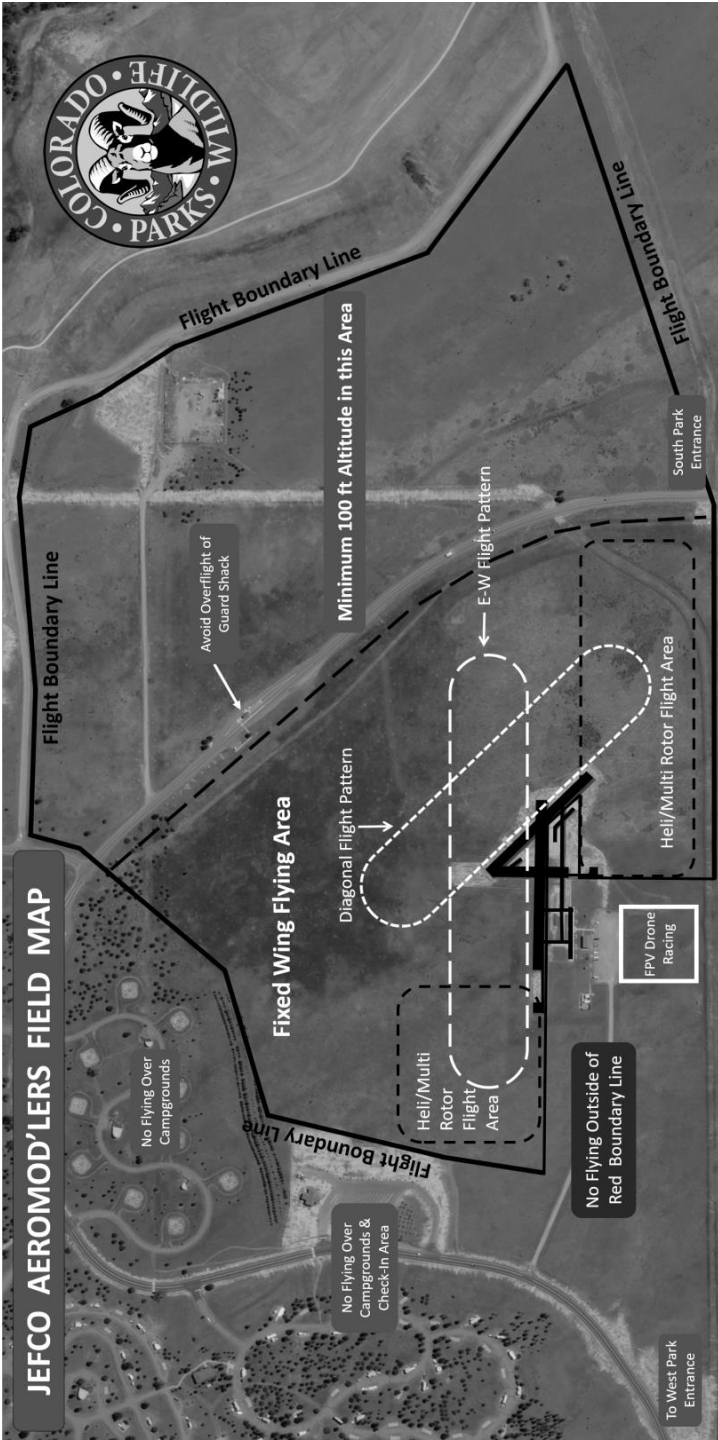 JEFCO AEROMOD'LERS FIELD MAP
COLORADO • PARKS • WILDLIFE •
Flight Boundary Line
Flight Boundary Line
Flight Boundary Line
Flight Boundary Line
No Flying Over
Campgrounds
No Flying Over
Campgrounds &
Check-In Area
Avoid Overflight of
Guard Shack
Minimum 100 ft Altitude in this Area
Fixed Wing Flying Area
Diagonal Flight Pattern
E-W Flight Pattern
Heli/Multi
Rotor
Flight
Area
No Flying Outside of
Red Boundary Line
FPV Drone
Racing
Heli/Multi Rotor Flight Area
South Park
Entrance
To West Park
Entrance